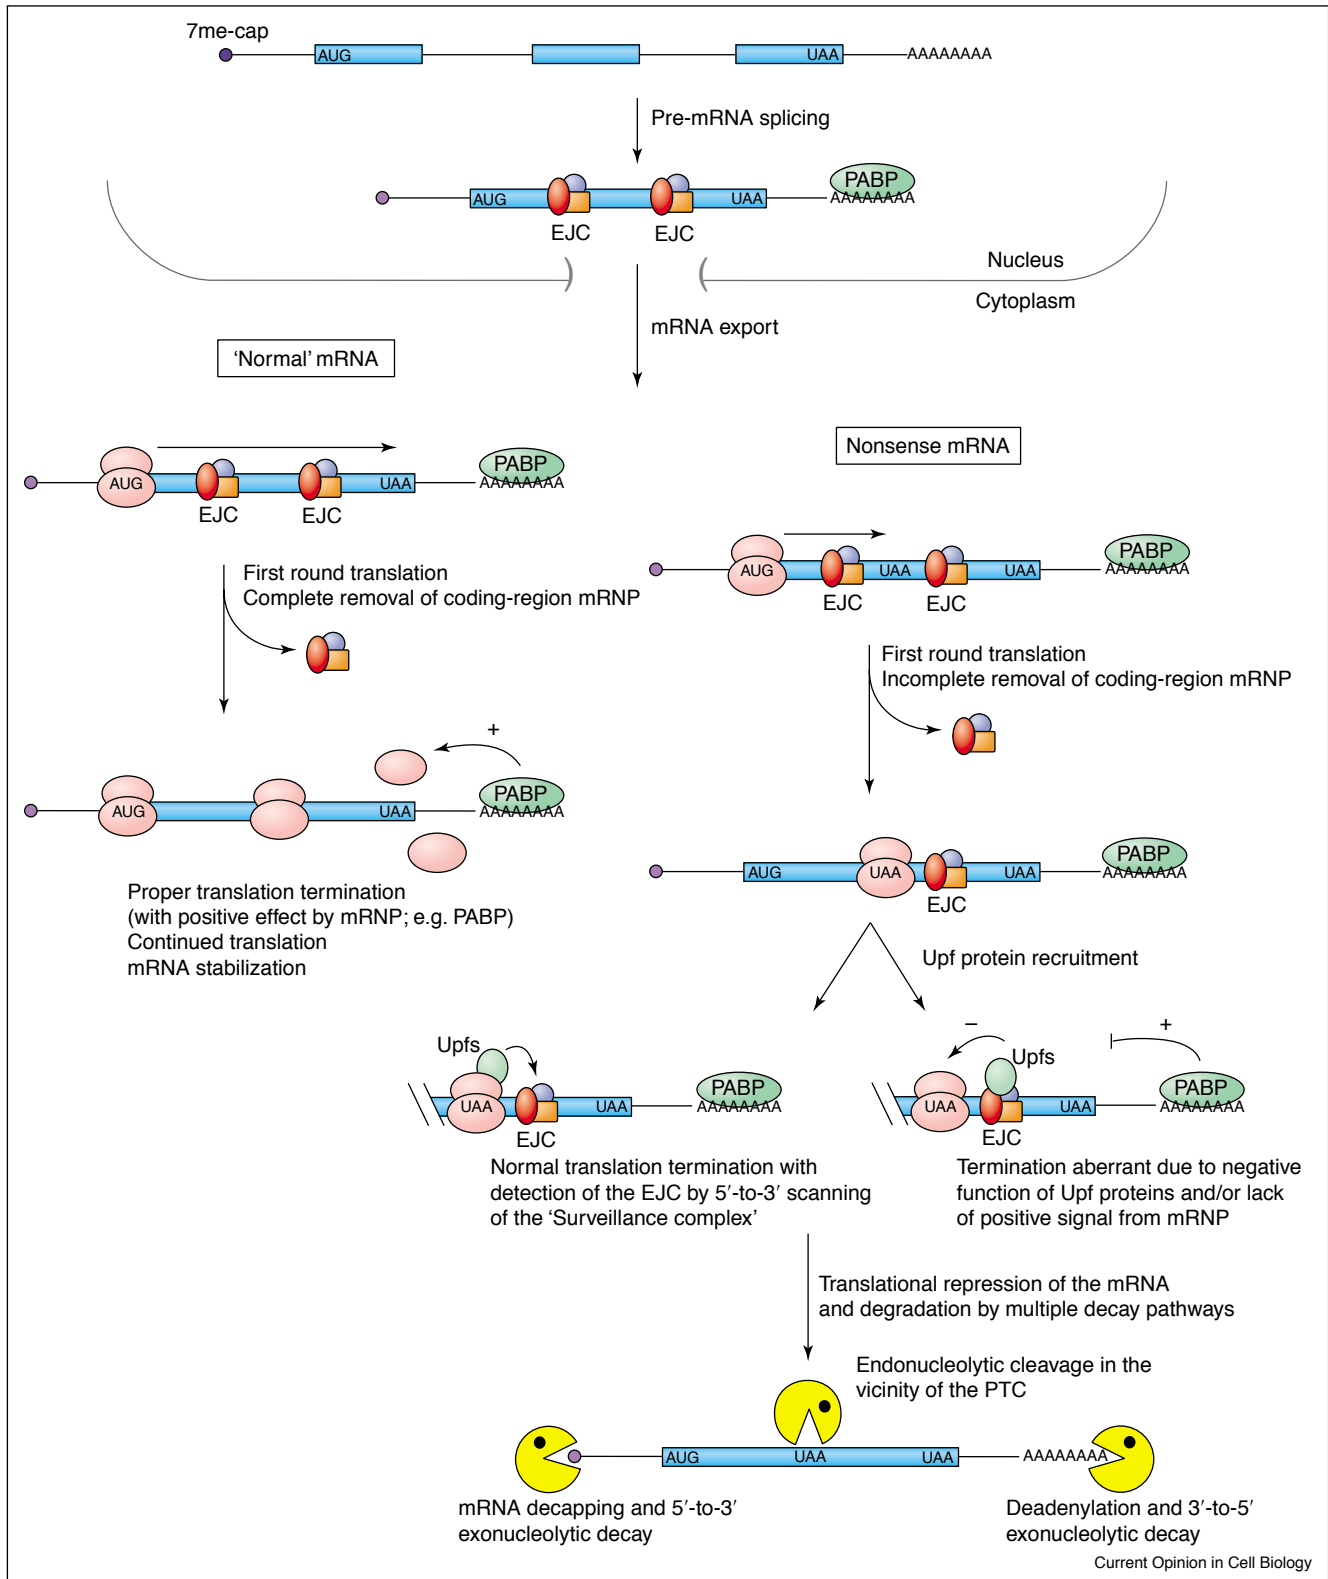 7me-cap
AUG
UAA
AAAAAAAA
Pre-mRNA splicing
PABP
AUG
UAA
AAAAAAAA
EJC
EJC
Nucleus
Cytoplasm
mRNA export
‘Normal’ mRNA
Nonsense mRNA
PABP
AUG
UAA
AAAAAAAA
EJC
EJC
PABP
AUG
UAA
UAA
AAAAAAAA
EJC
EJC
First round translation
Complete removal of coding-region mRNP
First round translation
Incomplete removal of coding-region mRNP
+
PABP
AUG
UAA
AAAAAAAA
PABP
AUG
UAA
UAA
AAAAAAAA
EJC
Proper translation termination
(with positive effect by mRNP; e.g. PABP)
Continued translation
mRNA stabilization
Upf protein recruitment
Upfs
PABP
UAA
UAA
AAAAAAAA
EJC
–
+
Upfs
PABP
UAA
UAA
AAAAAAAA
EJC
Normal translation termination with
detection of the EJC by 5′-to-3′ scanning
of the ‘Surveillance complex’
Termination aberrant due to negative
function of Upf proteins and/or lack
of positive signal from mRNP
Translational repression of the mRNA
and degradation by multiple decay pathways
Endonucleolytic cleavage in the
vicinity of the PTC
AUG
UAA
UAA
AAAAAAAA
mRNA decapping and 5′-to-3′
exonucleolytic decay
Deadenylation and 3′-to-5′
exonucleolytic decay
Current Opinion in Cell Biology